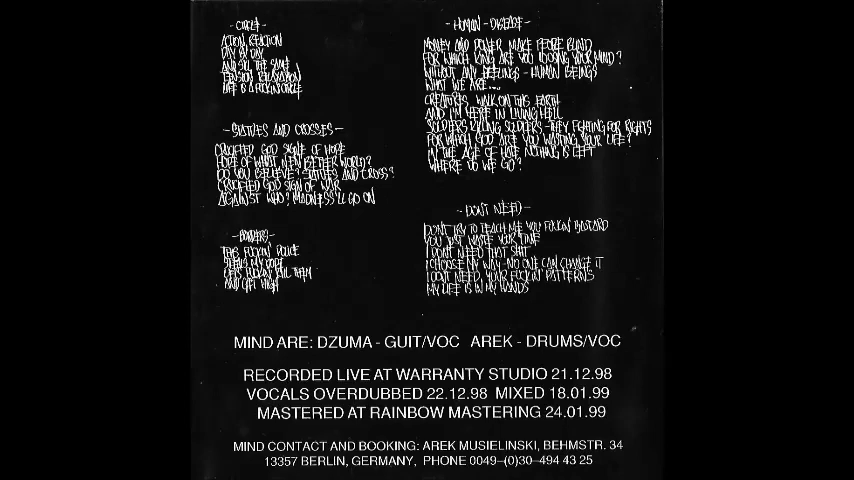 - CIRCLE -
ACTION, REACTION
DAY BY DAY
AND STILL THE SAME
TENSION RELAXATION
LIFE IS A FUCKIN' CIRCLE
- STATUES AND CROSSES -
CRUCIFIED GOD SIGNE OF HOPE
HOPE OF WHAT, NEW BETTER WORLD?
DO YOU BELIEVE? STATUES AND CROSS?
CRUCIFIED GOD SIGN OF WAR
AGAINST WHO? MADNESS'LL GO ON
THIS FUCKIN' POLICE
STEALS MY DOPE
LET'S FUCKIN' KILL THEM
AND GET HIGH
- HUMAN - DISEASE -
MONEY AND POWER MAKE PEOPLE BLIND
FOR WHICH KING ARE YOU LOOSING YOUR MIND?
WITHOUT ANY FEELINGS - HUMAN BEINGS
WHAT WE ARE....
CREATURES WALK ON THIS EARTH
AND I'M HERE IN LIVING HELL
SOLDIERS KILLING SOLDIERS - THEY FIGHTING FOR RIGHTS
FOR WHICH GOD ARE YOU WASTING YOUR LIFE?
IN THE AGE OF HATE NOTHING IS LEFT
WHERE DO WE GO?
- DON'T NEED -
DON'T TRY TO TEACH ME YOU FUCKIN' BASTARD
YOU JUST WASTE YOUR TIME
I DON'T NEED THAT SHIT
I CHOOSE MY WAY - NO ONE CAN CHANGE IT
I DON'T NEED, YOUR FUCKIN' PATTERNS
MY LIFE IS IN MY HANDS
MIND ARE: DZUMA - GUIT/VOC AREK - DRUMS/VOC
RECORDED LIVE AT WARRANTY STUDIO 21.12.98
VOCALS OVERDUBBED 22.12.98 MIXED 18.01.99
MASTERED AT RAINBOW MASTERING 24.01.99
MIND CONTACT AND BOOKING: AREK MUSIELINSKI, BEHMSTR. 34
13357 BERLIN, GERMANY, PHONE 0049-(0)30-494 43 25